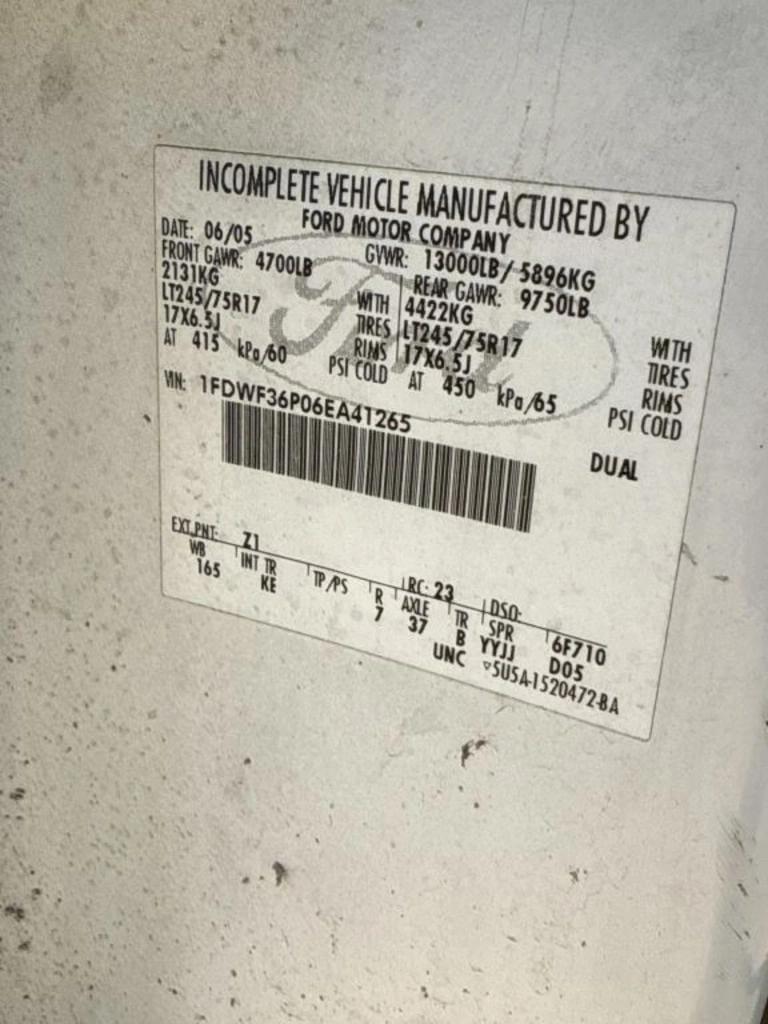 INCOMPLETE VEHICLE MANUFACTURED BY
FORD MOTOR COMPANY
DATE: 06/05 GVWR: 13000LB/ 5896KG
FRONT GAWR: 4700LB REAR GAWR: 9750LB
2131KG WITH 4422KG WITH
LT245/75R17 TIRES LT245/75R17 TIRES
17X6.5J RIMS 17X6.5J RIMS
AT 415 kPa/60 PSI COLD AT 450 kPa/65 PSI COLD
VIN: 1FDWF36P06EA41265
DUAL
EXT PNT: Z1 RC: 23 DSO:
WB INT TR TP/PS R AXLE TR SPR 6F710
165 KE 7 37 B YYJJ D05
UNC ▽5U5A-1520472-BA
Ford